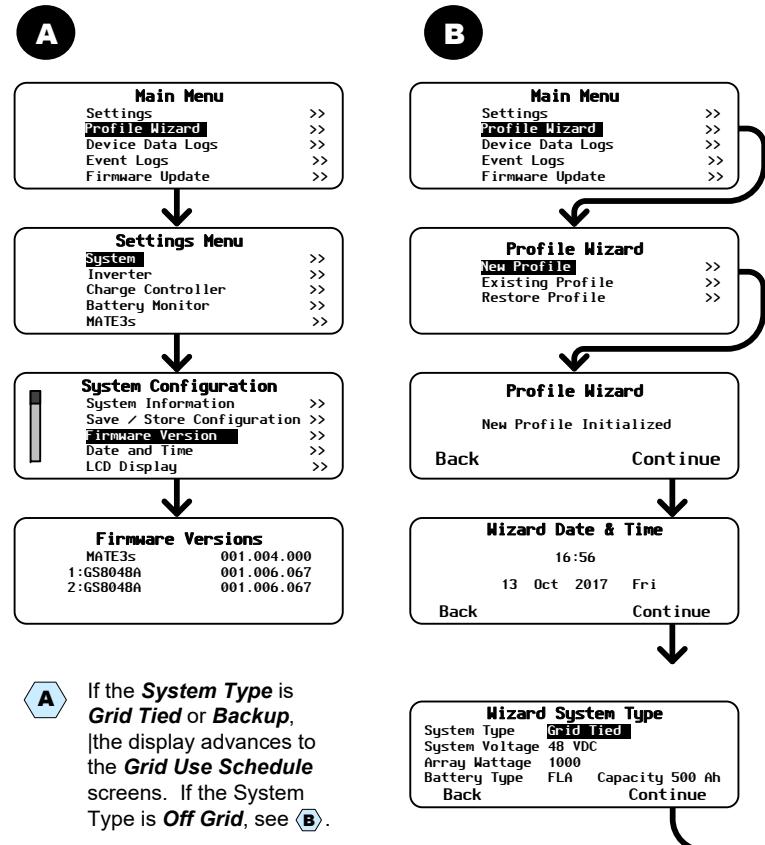 A
Main Menu
Settings >>
Profile Wizard >>
Device Data Logs >>
Event Logs >>
Firmware Update >>
Settings Menu
System >>
Inverter >>
Charge Controller >>
Battery Monitor >>
MATE3s >>
System Configuration
System Information >>
Save / Store Configuration >>
Firmware Version >>
Date and Time >>
LCD Display >>
Firmware Versions
MATE3s 001.004.000
1:GS8048A 001.006.067
2:GS8048A 001.006.067
A
If the System Type is
Grid Tied or Backup,
|the display advances to
the Grid Use Schedule
screens. If the System
Type is Off Grid, see B.
B
Main Menu
Settings >>
Profile Wizard >>
Device Data Logs >>
Event Logs >>
Firmware Update >>
Profile Wizard
New Profile >>
Existing Profile >>
Restore Profile >>
Profile Wizard
New Profile Initialized
Back Continue
Wizard Date & Time
16:56
13 Oct 2017 Fri
Back Continue
Wizard System Type
System Type Grid Tied
System Voltage 48 VDC
Array Wattage 1000
Battery Type FLA Capacity 500 Ah
Back Continue